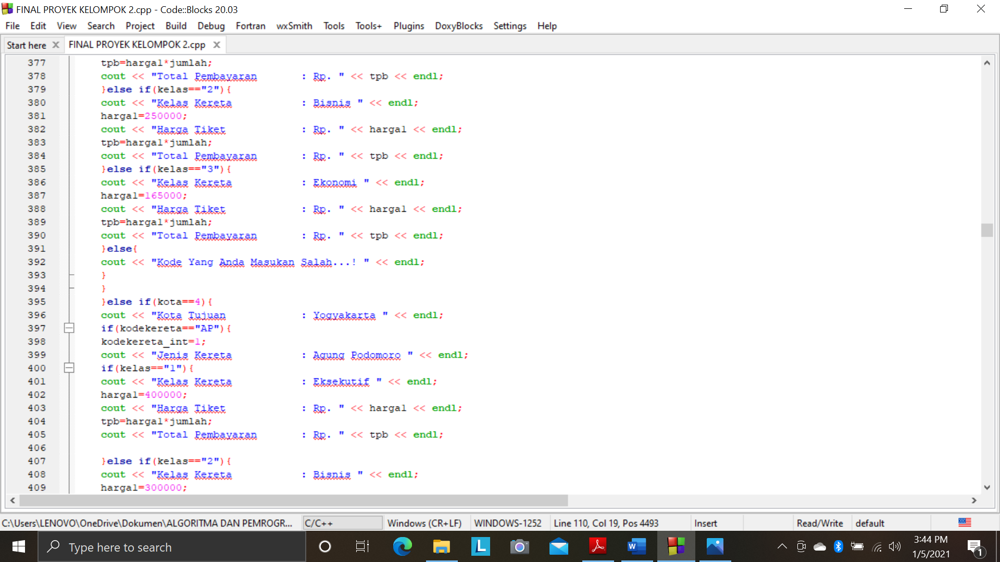 FINAL PROYEK KELOMPOK 2.cpp - Code::Blocks 20.03
File Edit View Search Project Build Debug Fortran wxSmith Tools Tools+ Plugins DoxyBlocks Settings Help
Start here FINAL PROYEK KELOMPOK 2.cpp
377 tpb=harga1*jumlah;
378 cout << "Total Pembayaran : Rp. " << tpb << endl;
379 }else if(kelas=="2"){
380 cout << "Kelas Kereta : Bisnis " << endl;
381 harga1=250000;
382 cout << "Harga Tiket : Rp. " << harga1 << endl;
383 tpb=harga1*jumlah;
384 cout << "Total Pembayaran : Rp. " << tpb << endl;
385 }else if(kelas=="3"){
386 cout << "Kelas Kereta : Ekonomi " << endl;
387 harga1=165000;
388 cout << "Harga Tiket : Rp. " << harga1 << endl;
389 tpb=harga1*jumlah;
390 cout << "Total Pembayaran : Rp. " << tpb << endl;
391 }else{
392 cout << "Kode Yang Anda Masukan Salah...! " << endl;
393 }
394 }
395 }else if(kota==4){
396 cout << "Kota Tujuan : Yogyakarta " << endl;
397 if(kodekereta=="AP"){
398 kodekereta_int=1;
399 cout << "Jenis Kereta : Agung Podomoro " << endl;
400 if(kelas=="1"){
401 cout << "Kelas Kereta : Eksekutif " << endl;
402 harga1=400000;
403 cout << "Harga Tiket : Rp. " << harga1 << endl;
404 tpb=harga1*jumlah;
405 cout << "Total Pembayaran : Rp. " << tpb << endl;
406
407 }else if(kelas=="2"){
408 cout << "Kelas Kereta : Bisnis " << endl;
409 harga1=300000;
C:\Users\LENOVO\OneDrive\Dokumen\ALGORITMA DAN PEMROGR... C/C++ Windows (CR+LF) WINDOWS-1252 Line 110, Col 19, Pos 4493 Insert Read/Write default
Type here to search
3:44 PM
1/5/2021
1